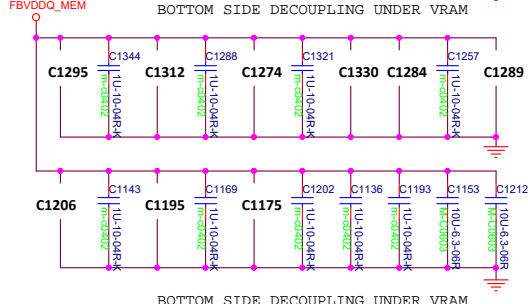 FBVDDQ_MEM
BOTTOM SIDE DECOUPLING UNDER VRAM
C1344 C1288 C1321 C1257
C1295 C1312 C1274 C1330 C1284 C1289
1U-10-04R-K 1U-10-04R-K 1U-10-04R-K 1U-10-04R-K
m-c0402 m-c0402 m-c0402 m-c0402
C1143 C1169 C1202 C1136 C1193 C1153 C1212
C1206 C1195 C1175
1U-10-04R-K 1U-10-04R-K 1U-10-04R-K 1U-10-04R-K 1U-10-04R-K 10U-6.3-06R 10U-6.3-06R
m-c0402 m-c0402 m-c0402 m-c0402 m-c0402 M-C0603 M-C0603
BOTTOM SIDE DECOUPLING UNDER VRAM